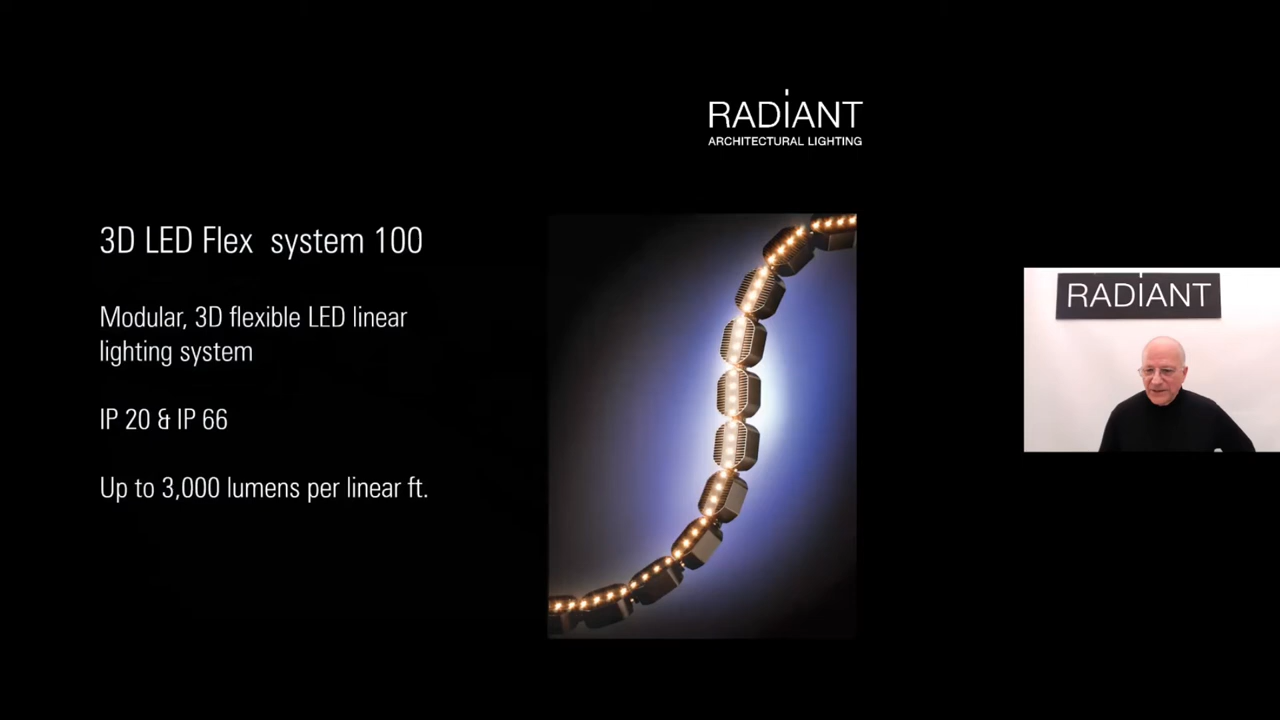 RADiANT
ARCHITECTURAL LIGHTING
3D LED Flex system 100
Modular, 3D flexible LED linear
lighting system
IP 20 & IP 66
Up to 3,000 lumens per linear ft.
RADiANT